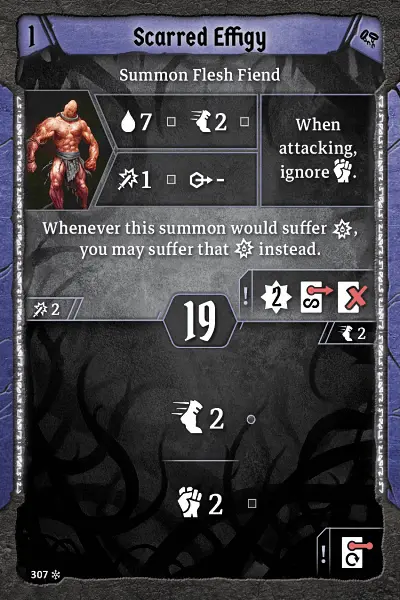 1
Scarred Effigy
Summon Flesh Fiend
7 2
1 -
When
attacking,
ignore .
Whenever this summon would suffer ,
you may suffer that instead.
! 2
2
19
2
2
2
!
307